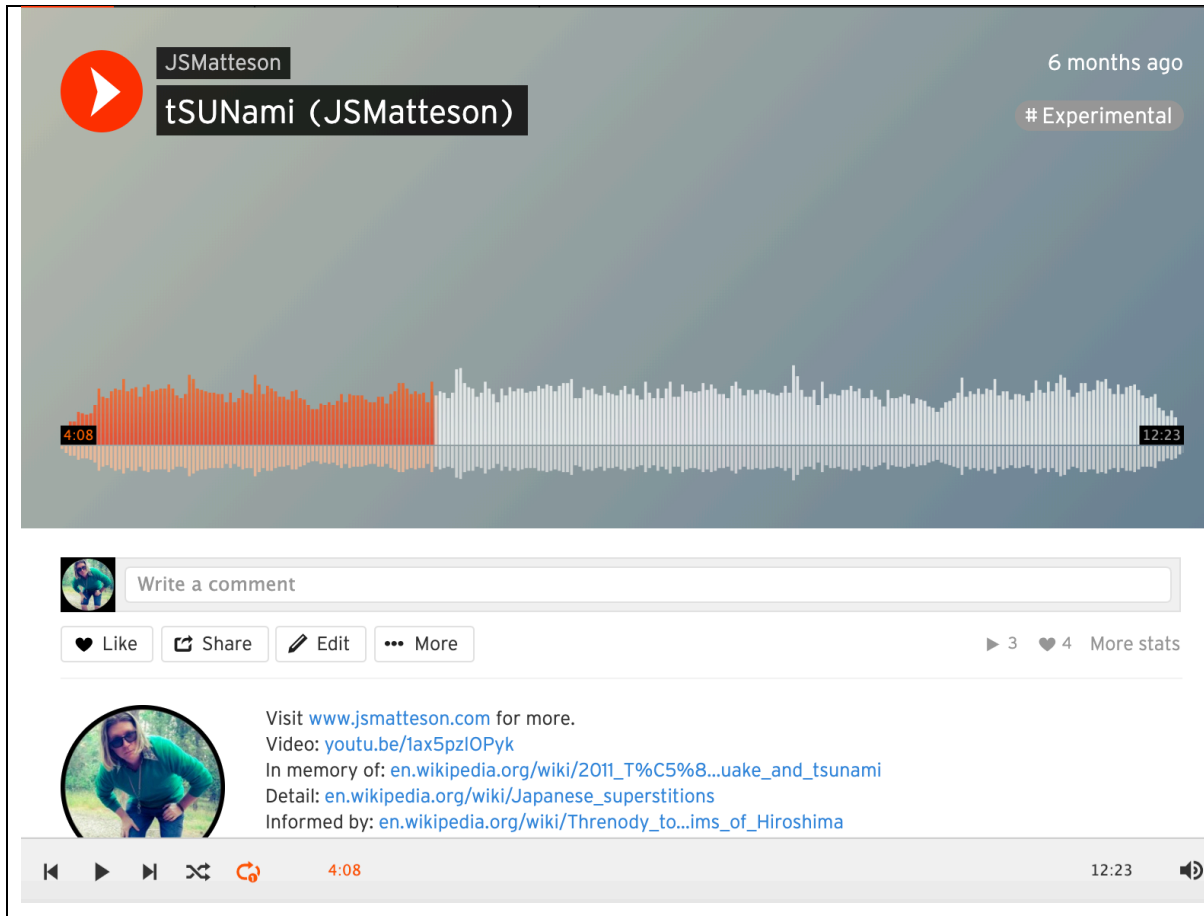 JSMatteson
6 months ago
tSUNami (JSMatteson)
# Experimental
4:08
12:23
Write a comment
Like
Share
Edit
More
3
4
More stats
Visit www.jsmatteson.com for more.
Video: youtu.be/1ax5pzlOPyk
In memory of: en.wikipedia.org/wiki/2011_T%C5%8...uake_and_tsunami
Detail: en.wikipedia.org/wiki/Japanese_superstitions
Informed by: en.wikipedia.org/wiki/Threnody_to...ims_of_Hiroshima
1
4:08
12:23